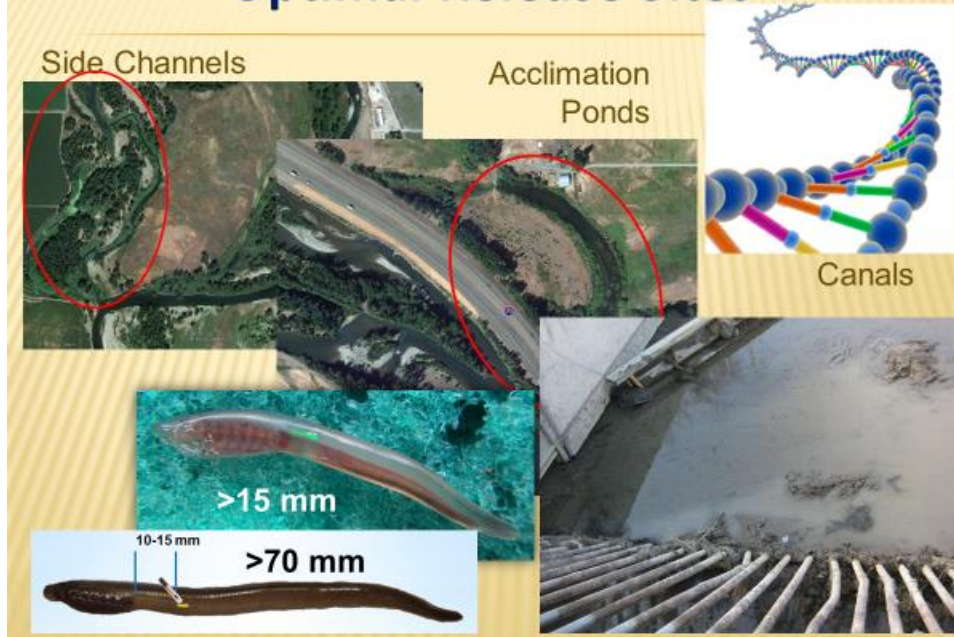 Side Channels
Acclimation
Ponds
Canals
>15 mm
10-15 mm
>70 mm